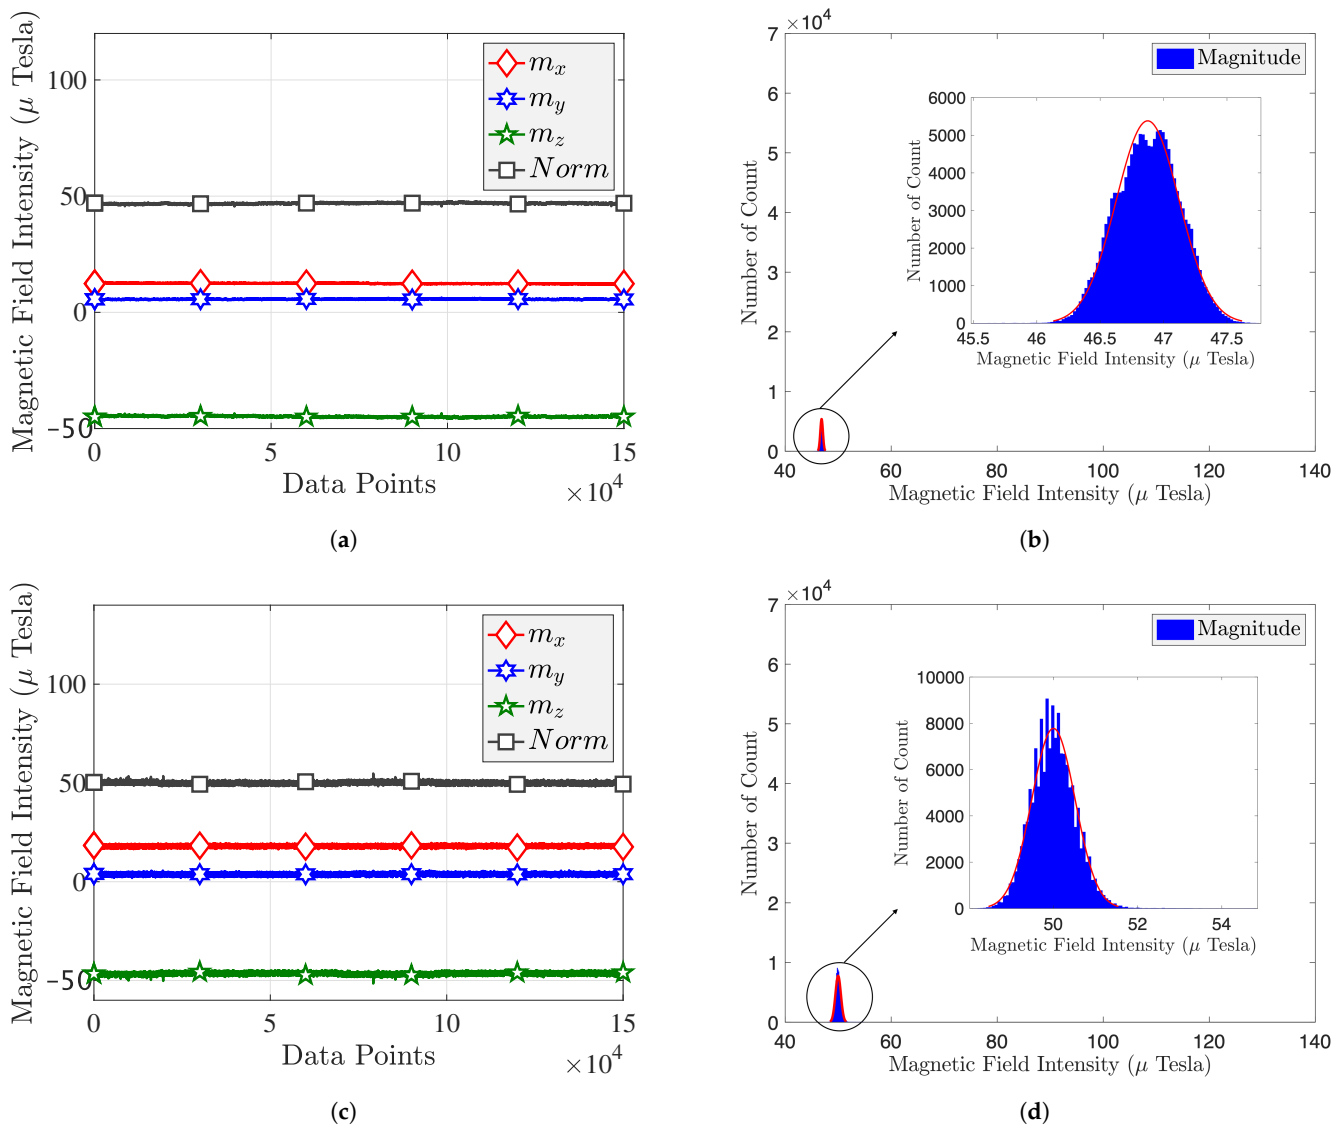 Magnetic Field Intensity (μ Tesla)
100
50
0
−50
m_x
m_y
m_z
Norm
0 5 10 15
Data Points
×10^4
(a)
7 ×10^4
6
5
4
3
2
1
0
Number of Count
Magnitude
6000
5000
4000
3000
2000
1000
0
Number of Count
45.5 46 46.5 47 47.5
Magnetic Field Intensity (μ Tesla)
40 60 80 100 120 140
Magnetic Field Intensity (μ Tesla)
(b)
Magnetic Field Intensity (μ Tesla)
100
50
0
−50
m_x
m_y
m_z
Norm
0 5 10 15
Data Points
×10^4
(c)
7 ×10^4
6
5
4
3
2
1
0
Number of Count
Magnitude
10000
8000
6000
4000
2000
0
Number of Count
50 52 54
Magnetic Field Intensity (μ Tesla)
40 60 80 100 120 140
Magnetic Field Intensity (μ Tesla)
(d)